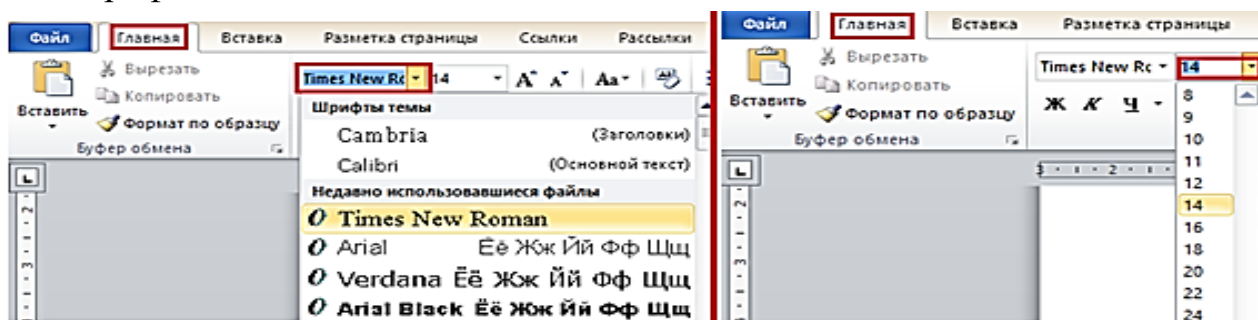 Файл Главная Вставка Разметка страницы Ссылки Рассылки
Вырезать
Копировать
Вставить
Формат по образцу
Буфер обмена
Times New Rc 14
Aa
Шрифты темы
Cambria (Заголовки)
Calibri (Основной текст)
Недавно использовавшиеся файлы
Times New Roman
Arial Ёё Жж Йй Фф Щщ
Verdana Ёё Жж Йй Фф Щщ
Arial Black Ёё Жж Йй Фф Щщ
Файл Главная Вставка Разметка страницы
Вырезать
Копировать
Вставить
Формат по образцу
Буфер обмена
Times New Rc 14
Ж К Ч
8
9
10
11
12
14
16
18
20
22
24